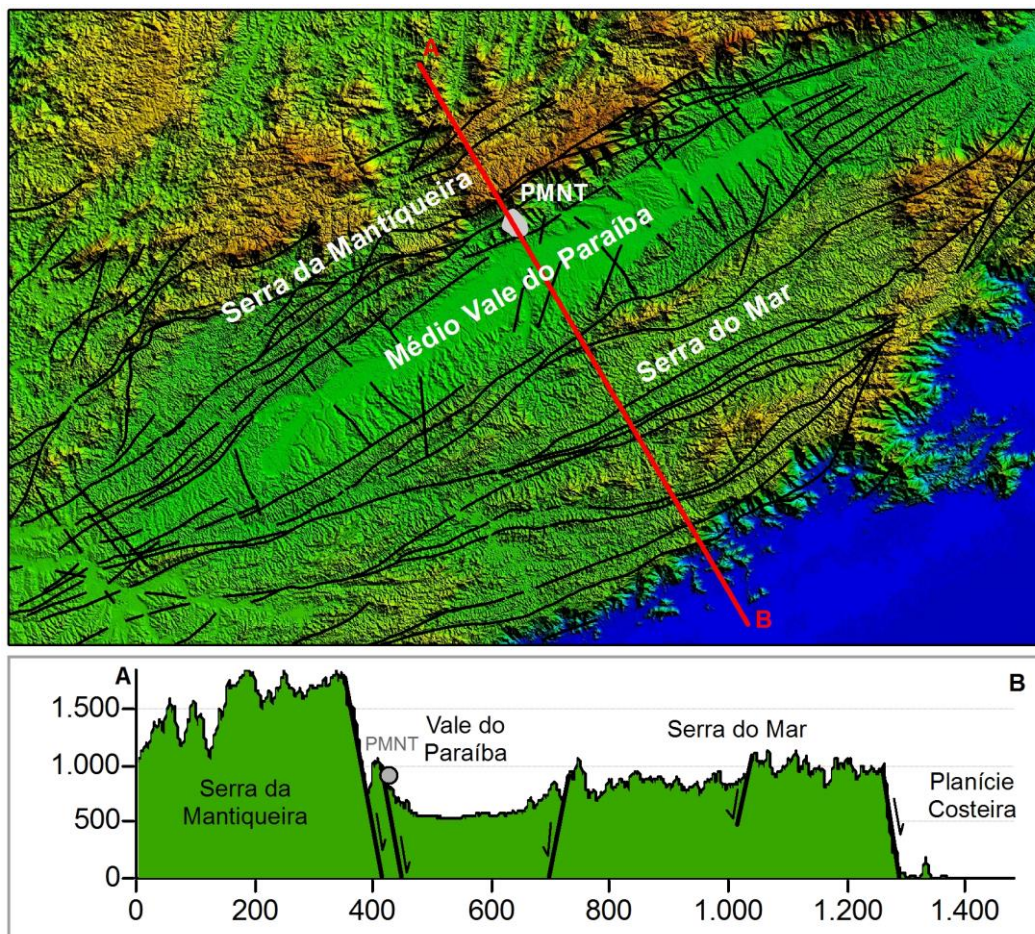 A
PMNT
Serra da Mantiqueira
Médio Vale do Paraíba
Serra do Mar
B
A
B
1.500
1.000
500
0
PMNT
Vale do
Paraíba
Serra do Mar
Serra da
Mantiqueira
Planície
Costeira
0
200
400
600
800
1.000
1.200
1.400